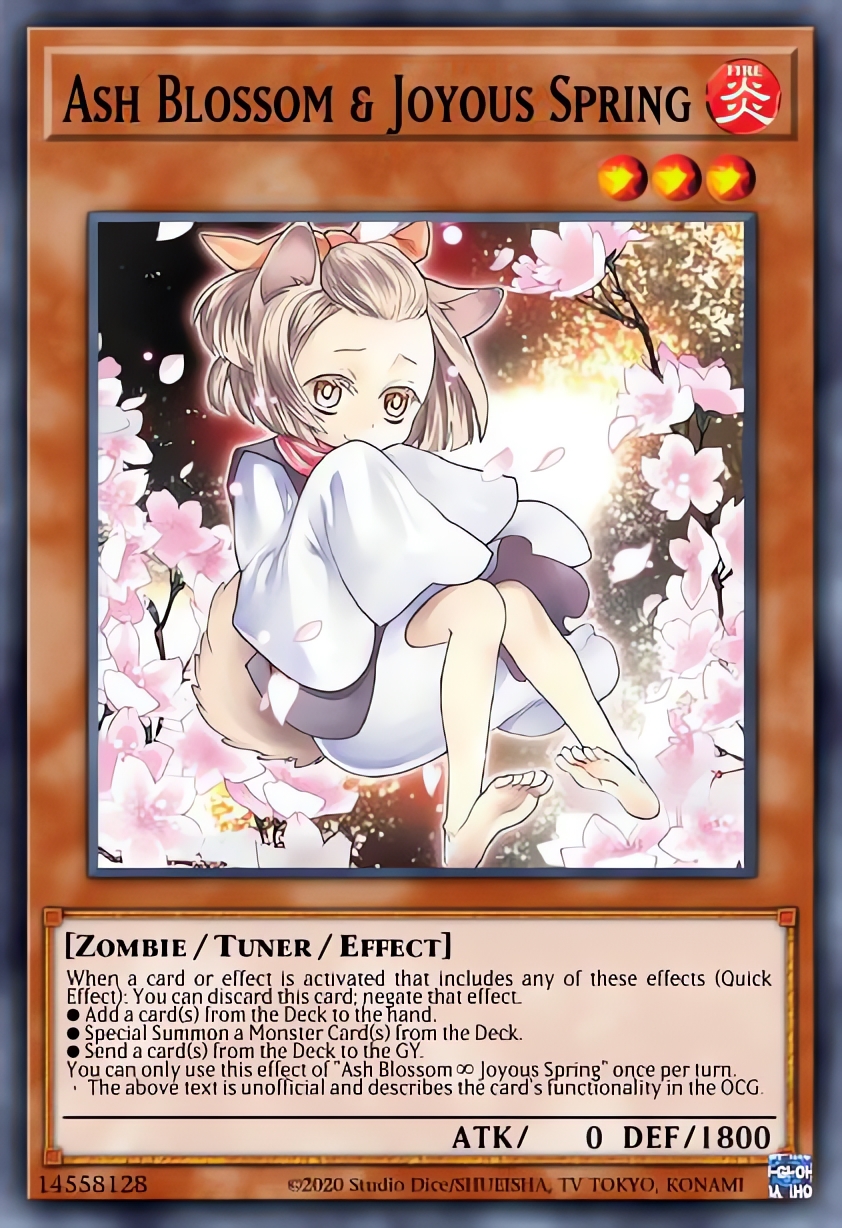 ASH BLOSSOM & JOYOUS SPRING
FIRE
炎
[ZOMBIE / TUNER / EFFECT]
When a card or effect is activated that includes any of these effects (Quick
Effect): You can discard this card; negate that effect.
● Add a card(s) from the Deck to the hand.
● Special Summon a Monster Card(s) from the Deck.
● Send a card(s) from the Deck to the GY.
You can only use this effect of "Ash Blossom ∞ Joyous Spring" once per turn.
· The above text is unofficial and describes the card's functionality in the OCG.
ATK/ 0 DEF/1800
14558128 ©2020 Studio Dice/SHUEISHA, TV TOKYO, KONAMI